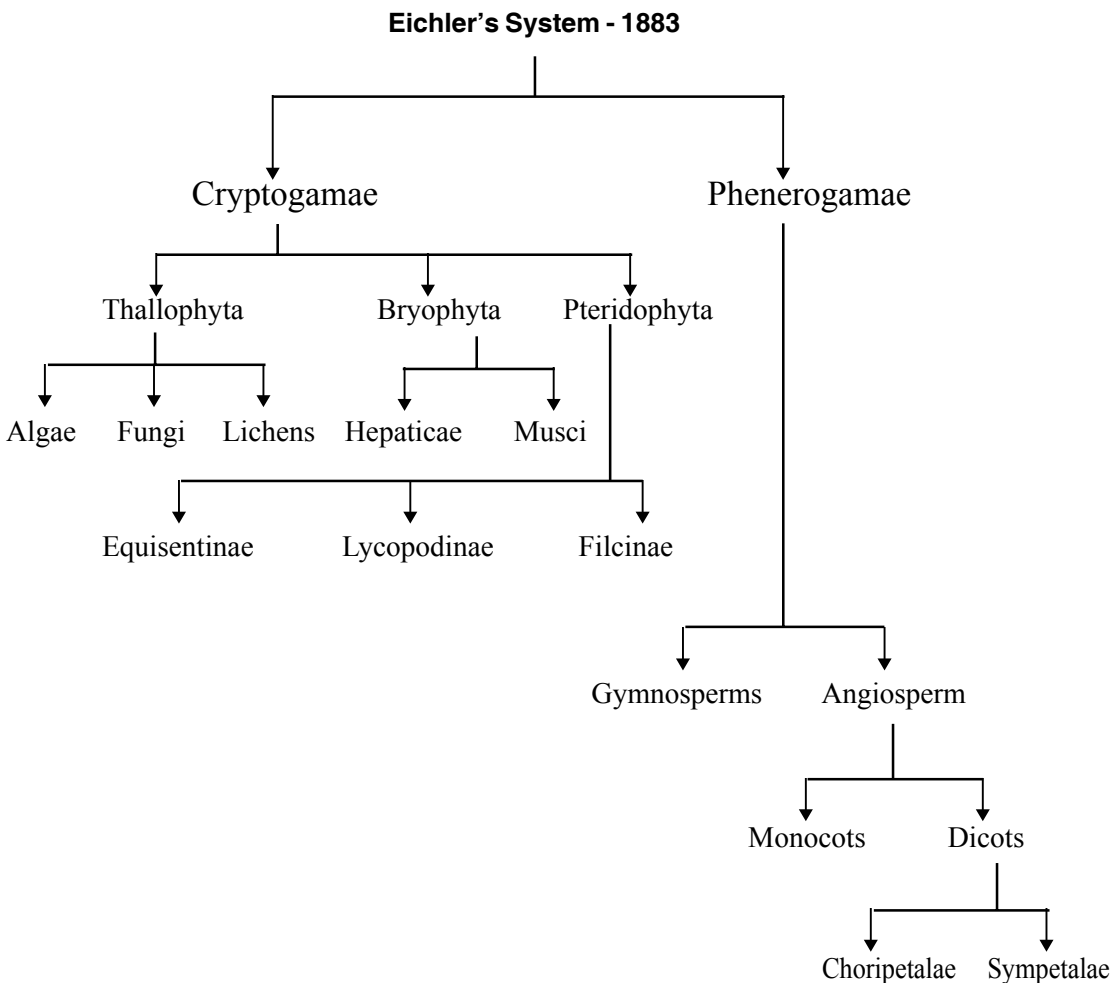 Eichler’s System - 1883
Cryptogamae Phenerogamae
Thallophyta Bryophyta Pteridophyta
Algae Fungi Lichens Hepaticae Musci
Equisentinae Lycopodinae Filcinae
Gymnosperms Angiosperm
Monocots Dicots
Choripetalae Sympetalae